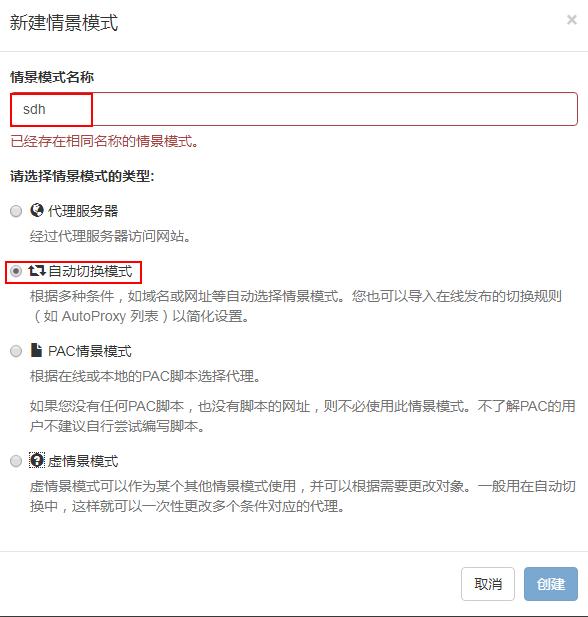 新建情景模式
×
情景模式名称
sdh
已经存在相同名称的情景模式。
请选择情景模式的类型:
代理服务器
经过代理服务器访问网站。
自动切换模式
根据多种条件，如域名或网址等自动选择情景模式。您也可以导入在线发布的切换规则
（如 AutoProxy 列表）以简化设置。
PAC情景模式
根据在线或本地的PAC脚本选择代理。
如果您没有任何PAC脚本，也没有脚本的网址，则不必使用此情景模式。不了解PAC的用
户不建议自行尝试编写脚本。
虚情景模式
虚情景模式可以作为某个其他情景模式使用，并可以根据需要更改对象。一般用在自动切
换中，这样就可以一次性更改多个条件对应的代理。
取消
创建